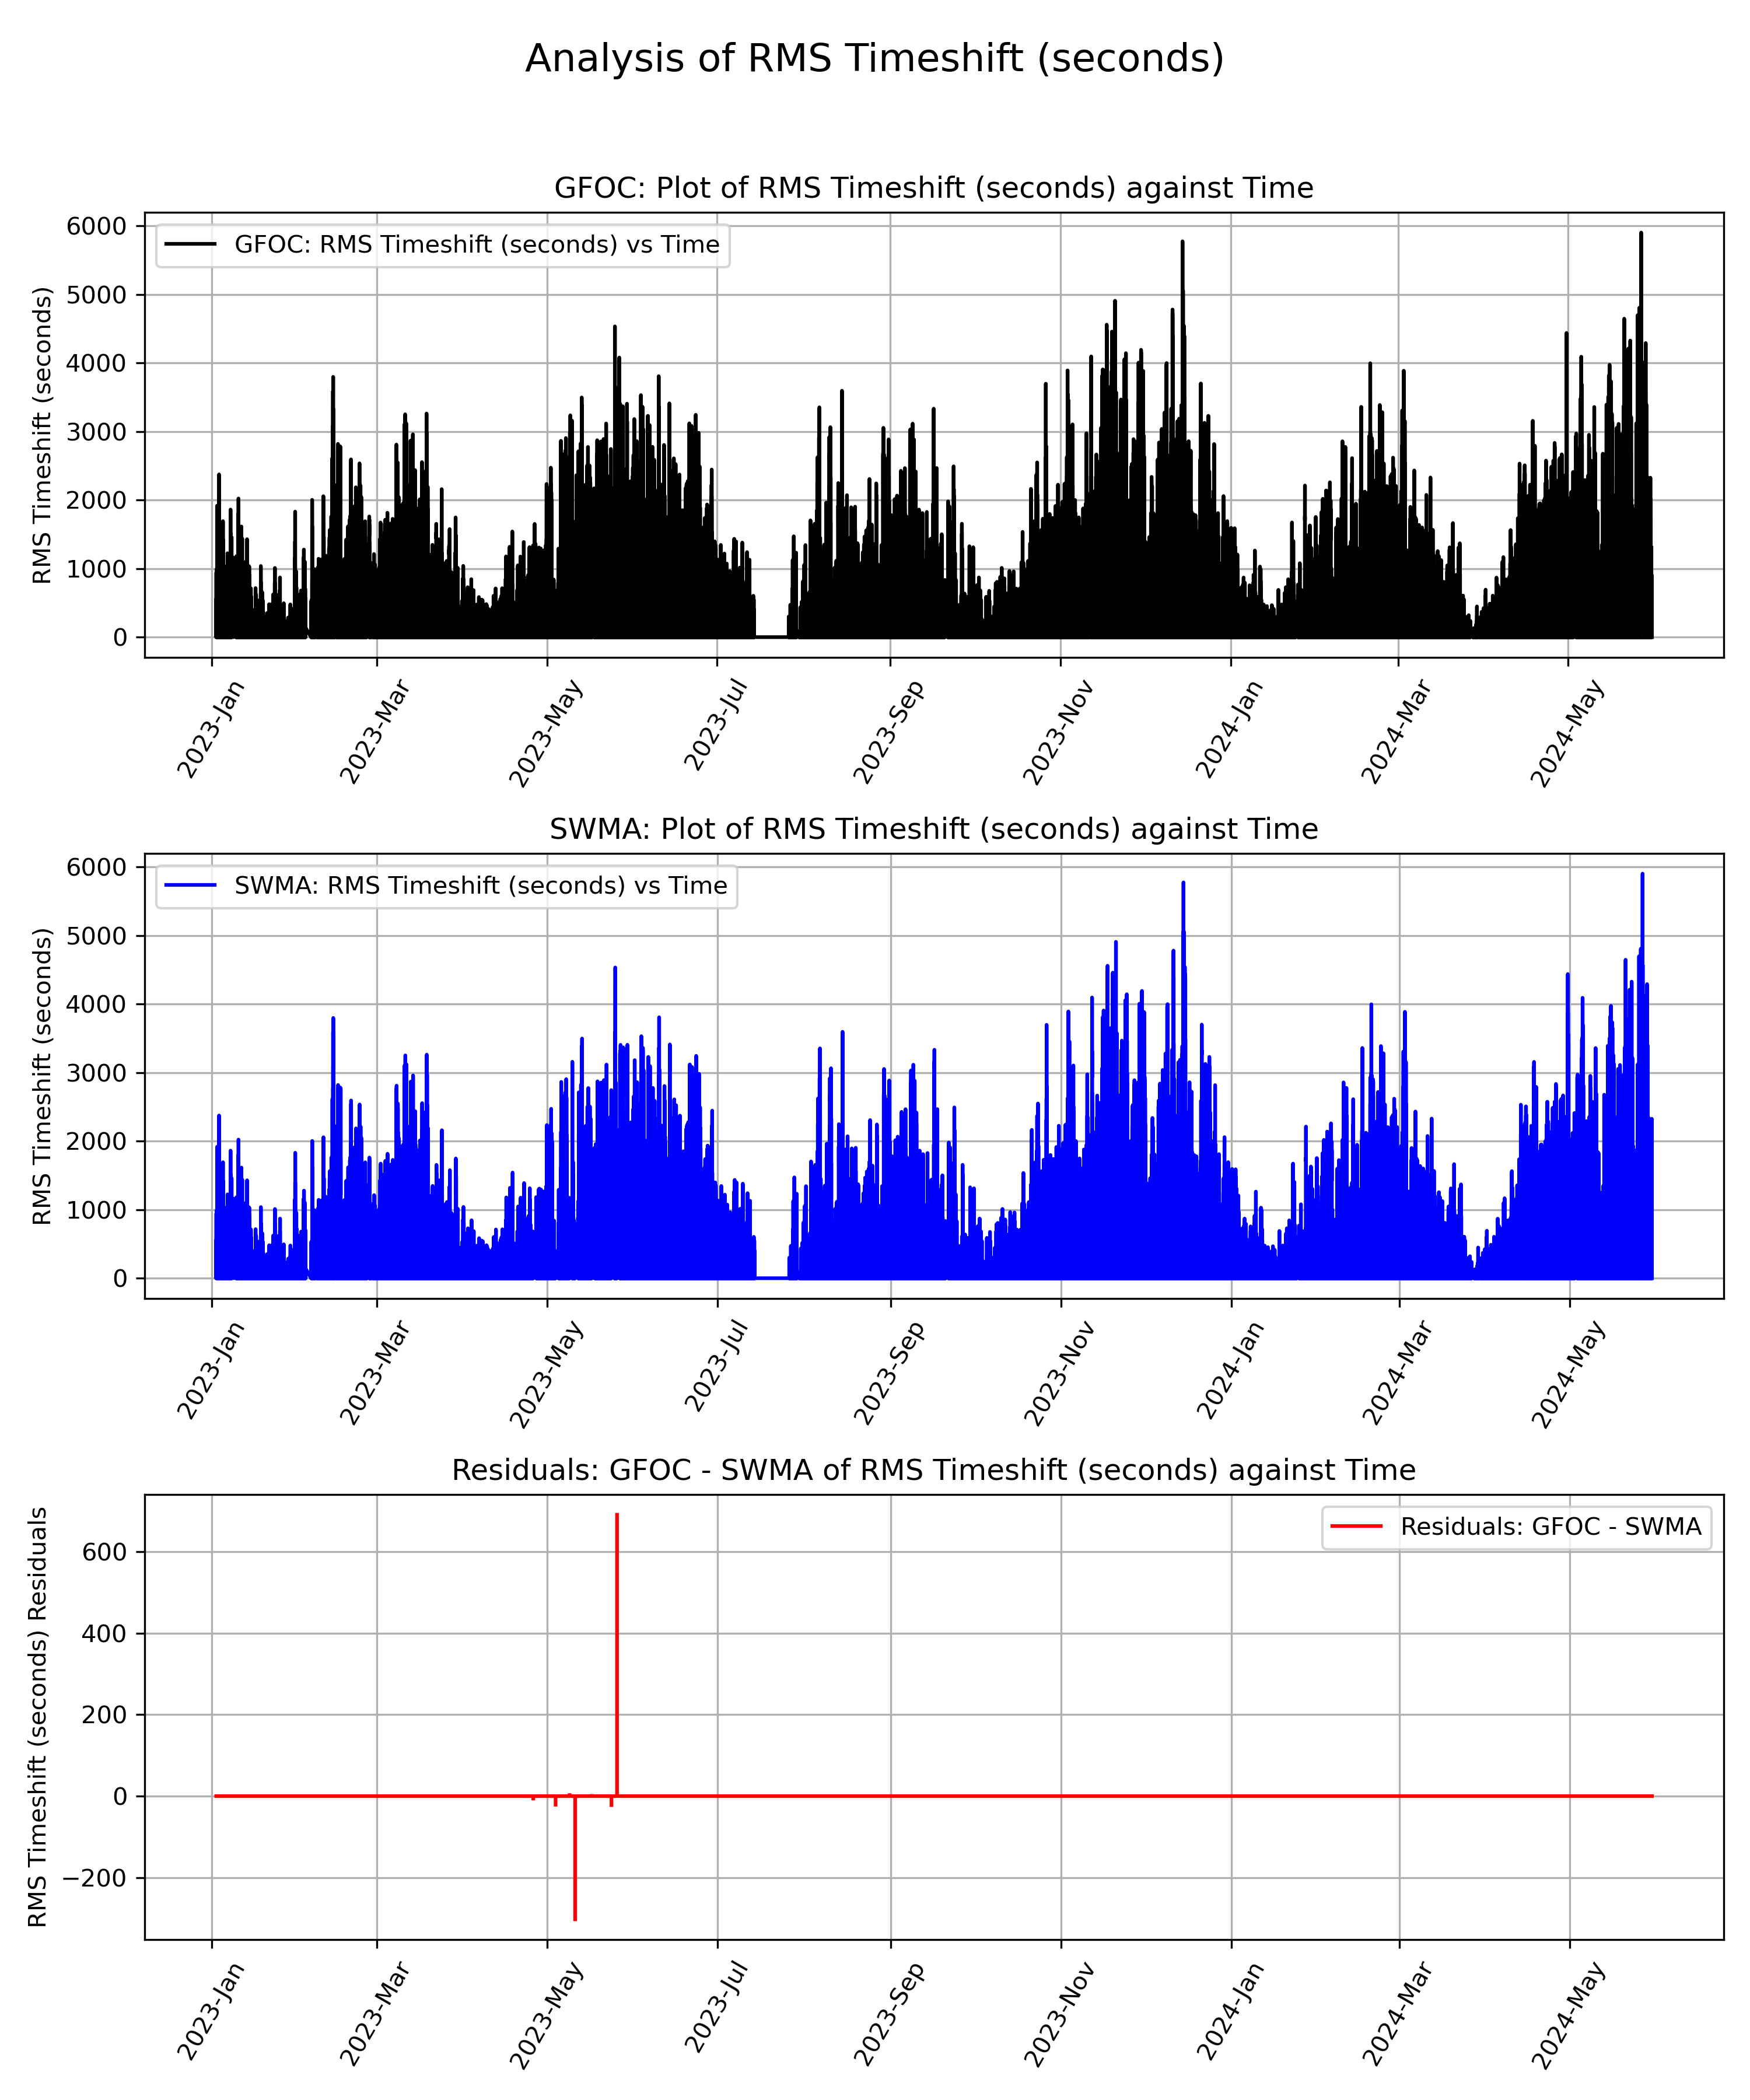 Analysis of RMS Timeshift (seconds)
GFOC: Plot of RMS Timeshift (seconds) against Time
GFOC: RMS Timeshift (seconds) vs Time
RMS Timeshift (seconds)
6000
5000
4000
3000
2000
1000
0
2023-Jan
2023-Mar
2023-May
2023-Jul
2023-Sep
2023-Nov
2024-Jan
2024-Mar
2024-May
SWMA: Plot of RMS Timeshift (seconds) against Time
SWMA: RMS Timeshift (seconds) vs Time
RMS Timeshift (seconds)
6000
5000
4000
3000
2000
1000
0
2023-Jan
2023-Mar
2023-May
2023-Jul
2023-Sep
2023-Nov
2024-Jan
2024-Mar
2024-May
Residuals: GFOC - SWMA of RMS Timeshift (seconds) against Time
Residuals: GFOC - SWMA
RMS Timeshift (seconds) Residuals
600
400
200
0
−200
2023-Jan
2023-Mar
2023-May
2023-Jul
2023-Sep
2023-Nov
2024-Jan
2024-Mar
2024-May